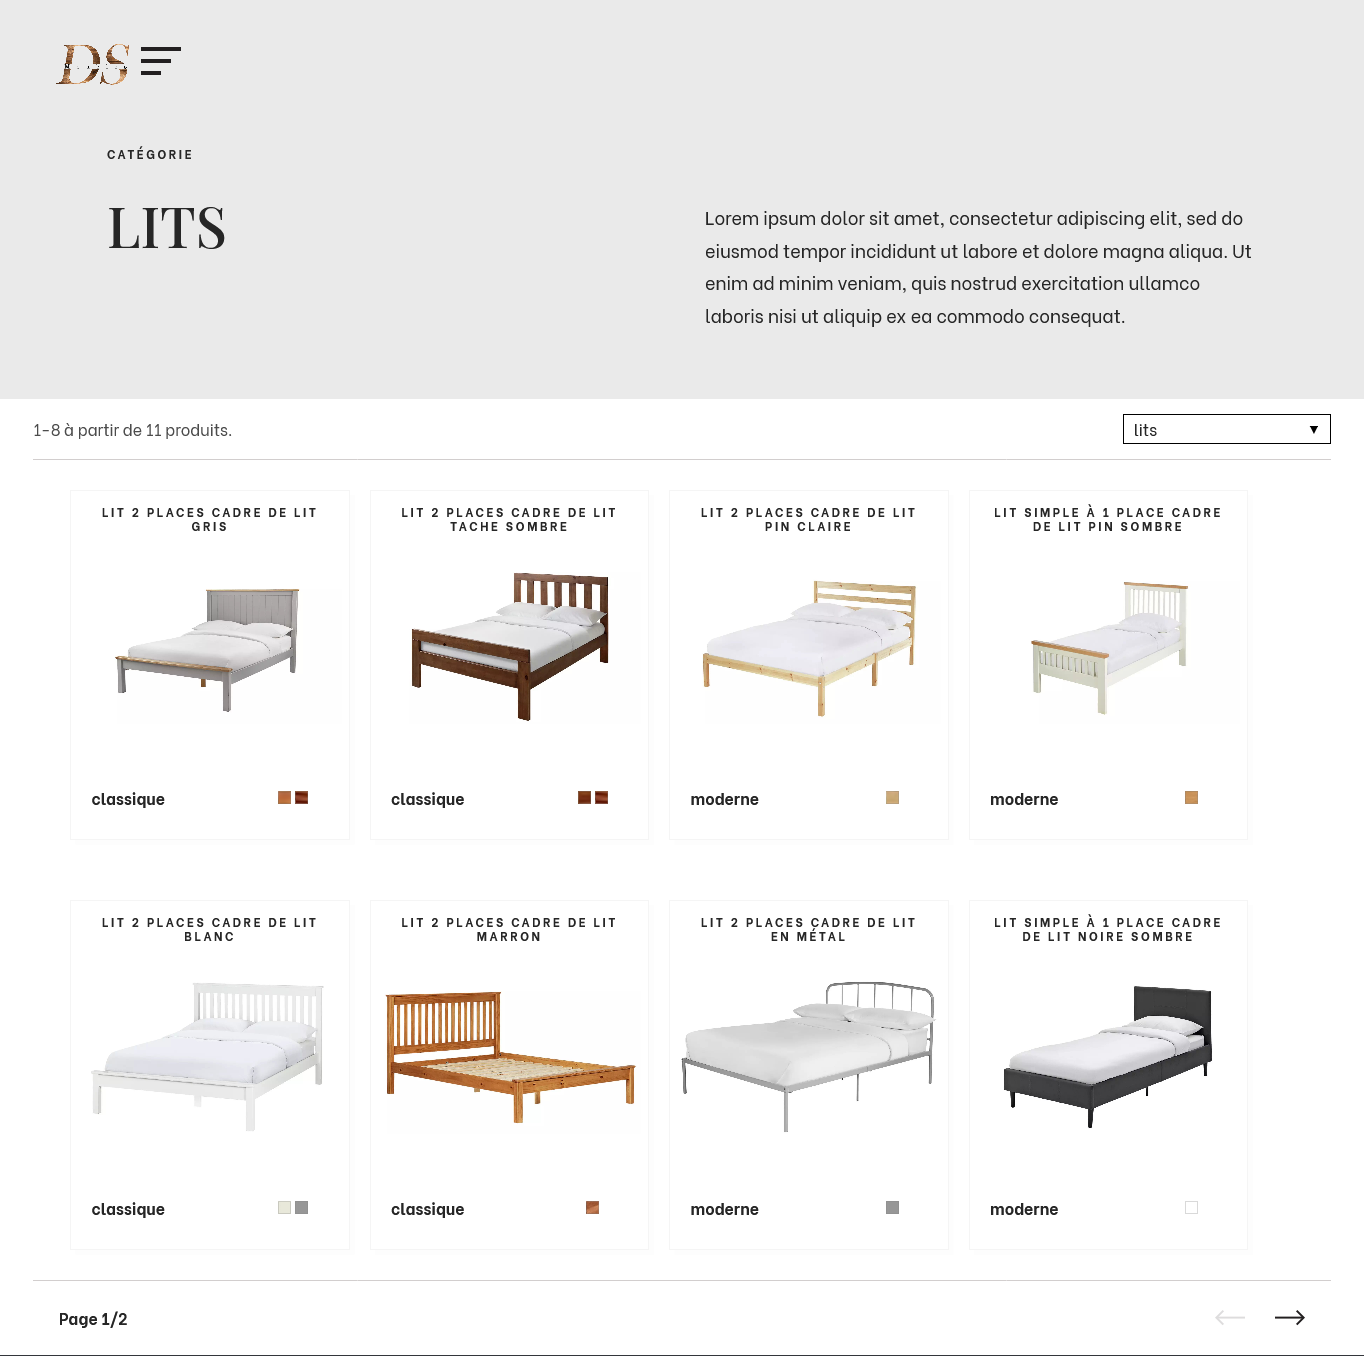 DS
CATÉGORIE
LITS
Lorem ipsum dolor sit amet, consectetur adipiscing elit, sed do
eiusmod tempor incididunt ut labore et dolore magna aliqua. Ut
enim ad minim veniam, quis nostrud exercitation ullamco
laboris nisi ut aliquip ex ea commodo consequat.
1-8 à partir de 11 produits.
lits
LIT 2 PLACES CADRE DE LIT
GRIS
classique
LIT 2 PLACES CADRE DE LIT
TACHE SOMBRE
classique
LIT 2 PLACES CADRE DE LIT
PIN CLAIRE
moderne
LIT SIMPLE À 1 PLACE CADRE
DE LIT PIN SOMBRE
moderne
LIT 2 PLACES CADRE DE LIT
BLANC
classique
LIT 2 PLACES CADRE DE LIT
MARRON
classique
LIT 2 PLACES CADRE DE LIT
EN MÉTAL
moderne
LIT SIMPLE À 1 PLACE CADRE
DE LIT NOIRE SOMBRE
moderne
Page 1/2